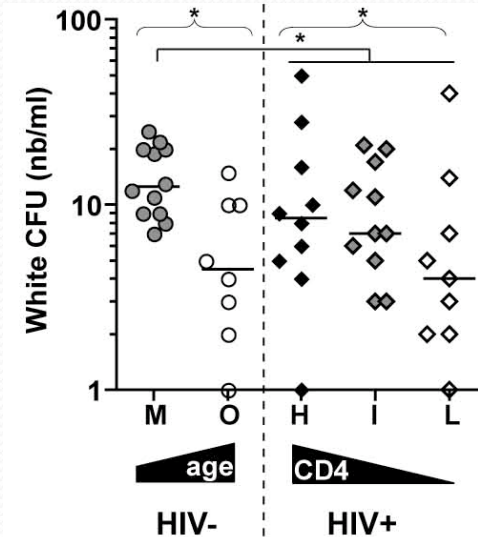 100
*
*
*
White CFU (nb/ml)
10
1
M O H I L
age CD4
HIV- HIV+